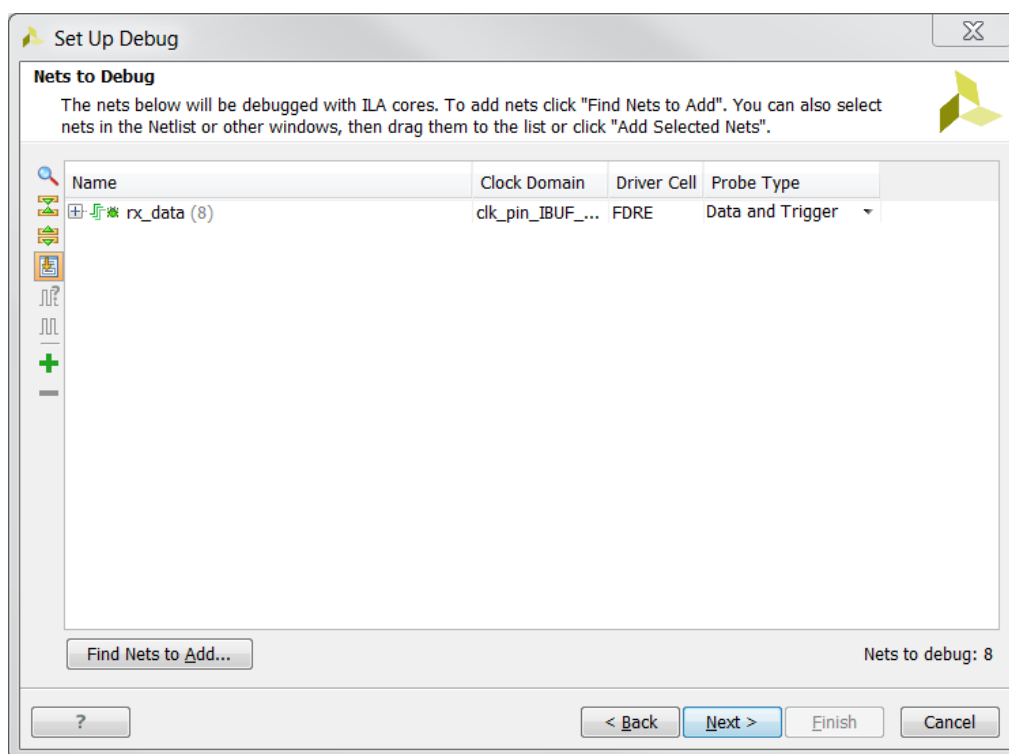 Set Up Debug
Nets to Debug
The nets below will be debugged with ILA cores. To add nets click "Find Nets to Add". You can also select
nets in the Netlist or other windows, then drag them to the list or click "Add Selected Nets".
Name Clock Domain Driver Cell Probe Type
rx_data (8) clk_pin_IBUF_... FDRE Data and Trigger
Find Nets to Add... Nets to debug: 8
? < Back Next > Finish Cancel